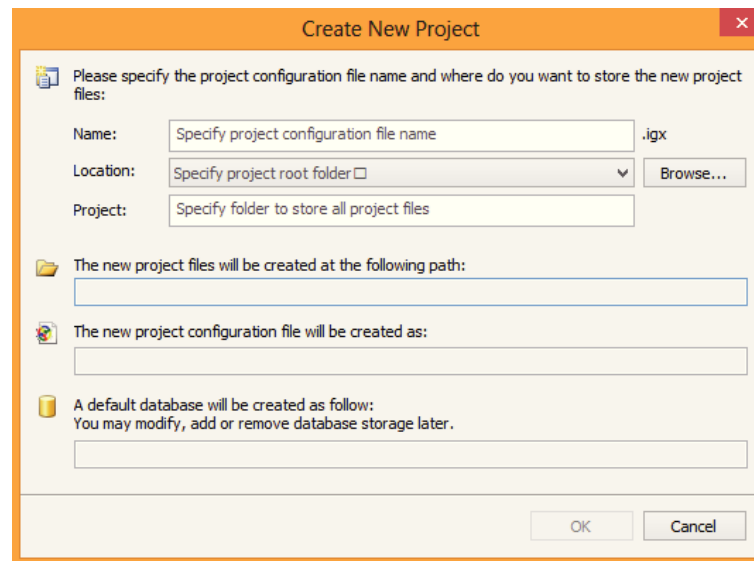 Create New Project
Please specify the project configuration file name and where do you want to store the new project
files:
Name:
Specify project configuration file name
.igx
Location:
Specify project root folder□
Browse...
Project:
Specify folder to store all project files
The new project files will be created at the following path:
The new project configuration file will be created as:
A default database will be created as follow:
You may modify, add or remove database storage later.
OK
Cancel